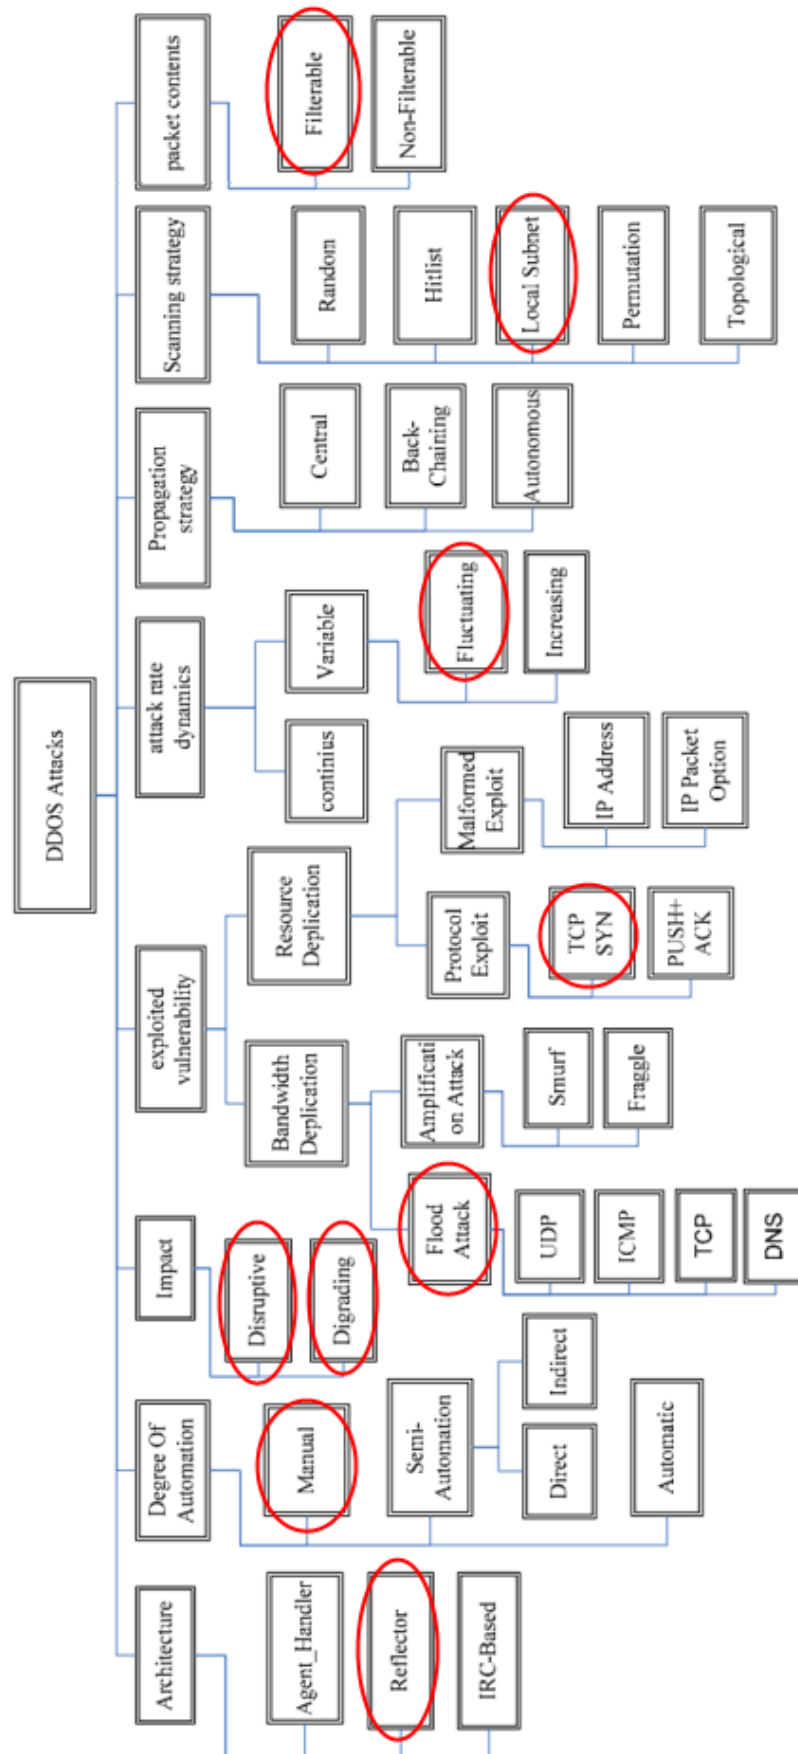 DDOS Attacks
Architecture
Agent_Handler
Reflector
IRC-Based
Degree Of
Automation
Manual
Semi-
Automation
Direct
Indirect
Automatic
Impact
Disruptive
Digrading
exploited
vulnerability
Bandwidth
Deplication
Flood
Attack
UDP
ICMP
TCP
DNS
Amplificati
on Attack
Smurf
Fraggle
Resource
Deplication
Protocol
Exploit
TCP
SYN
PUSH+
ACK
Malformed
Exploit
IP Address
IP Packet
Option
attack rate
dynamics
continius
Variable
Fluctuating
Increasing
Propagation
strategy
Central
Back-
Chaining
Autonomous
Scanning strategy
Random
Hitlist
Local Subnet
Permutation
Topological
packet contents
Filterable
Non-Filterable